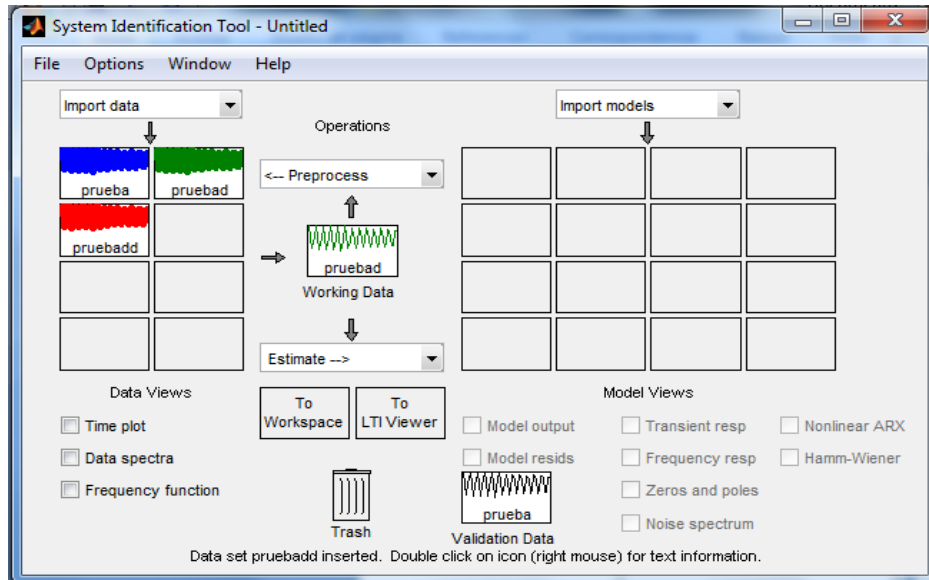 System Identification Tool - Untitled
File Options Window Help
Import data
Import models
Operations
<-- Preprocess
prueba
pruebad
pruebadd
pruebad
Working Data
Estimate -->
Data Views
To Workspace
To LTI Viewer
Model Views
Time plot
Data spectra
Frequency function
Model output
Transient resp
Nonlinear ARX
Model resids
Frequency resp
Hamm-Wiener
Zeros and poles
Noise spectrum
Trash
prueba
Validation Data
Data set pruebadd inserted. Double click on icon (right mouse) for text information.